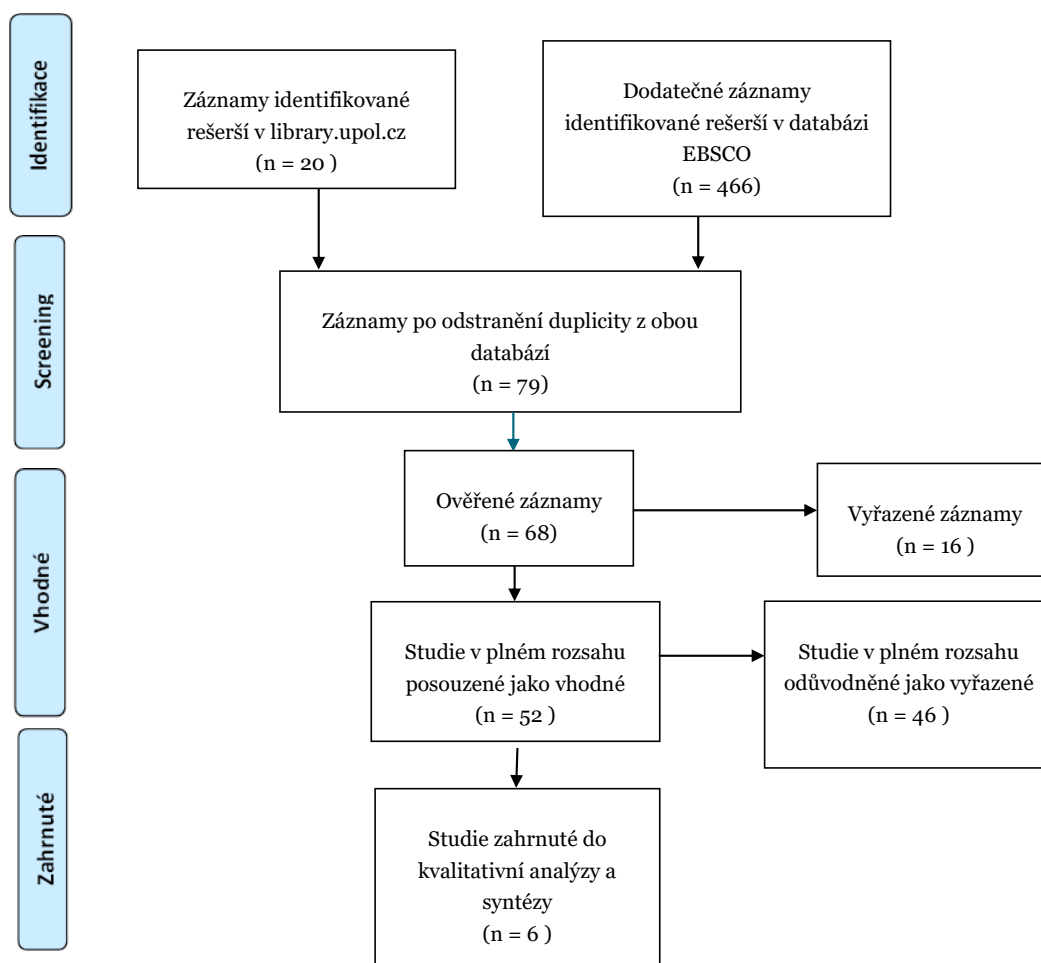 Identifikace
Záznamy identifikované
rešerší v library.upol.cz
(n = 20 )
Dodatečné záznamy
identifikované rešerší v databázi
EBSCO
(n = 466)
Screening
Záznamy po odstranění duplicity z obou
databází
(n = 79)
Vhodné
Ověřené záznamy
(n = 68)
Vyřazené záznamy
(n = 16 )
Studie v plném rozsahu
posouzené jako vhodné
(n = 52 )
Studie v plném rozsahu
odůvodněné jako vyřazené
(n = 46 )
Zahrnuté
Studie zahrnuté do
kvalitativní analýzy a
syntézy
(n = 6 )